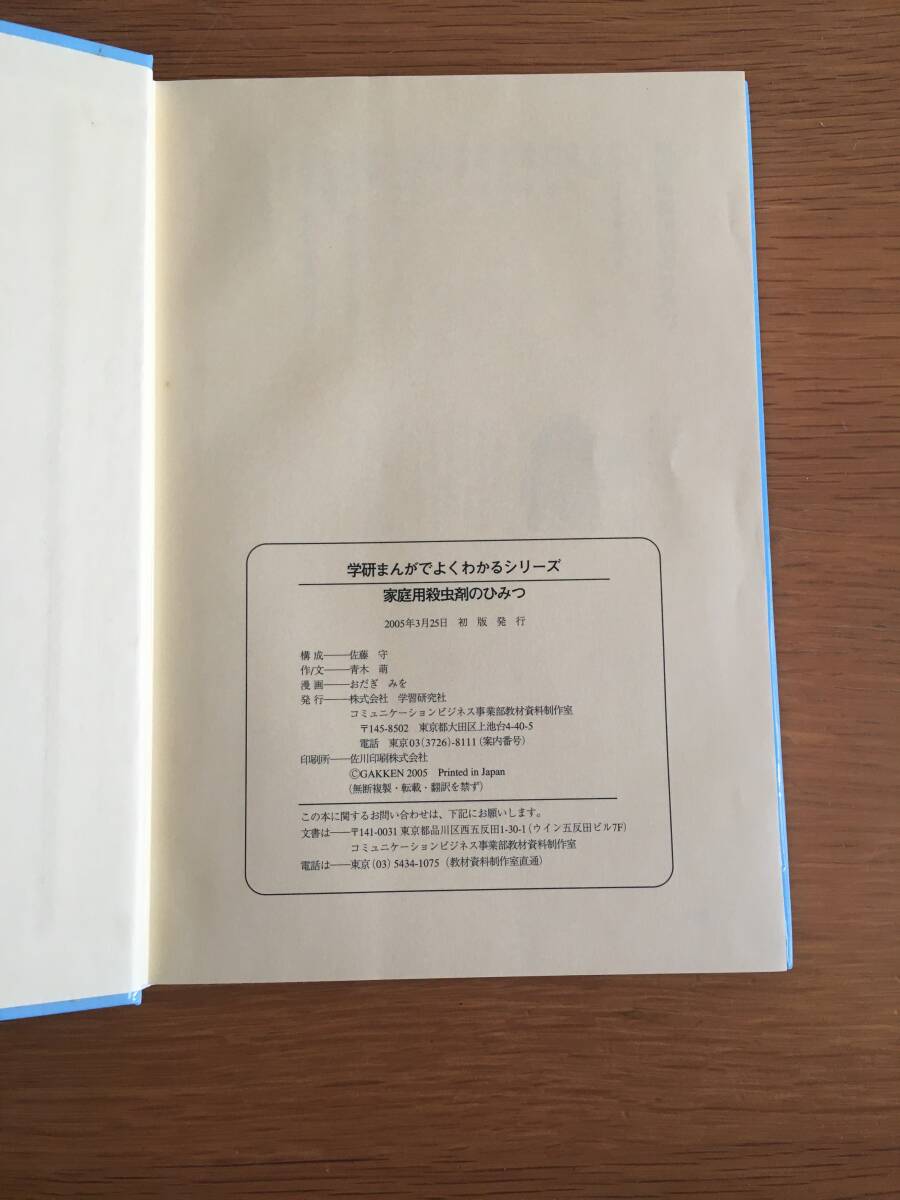 学研まんがでよくわかるシリーズ
家庭用殺虫剤のひみつ
2005年3月25日　初　版　発　行
構 成――佐藤　守
作/文――青木　萌
漫 画――おだぎ　みを
発 行――株式会社　学習研究社
コミュニケーションビジネス事業部教材資料制作室
〒145-8502　東京都大田区上池台4-40-5
電話　東京03(3726)-8111(案内番号)
印刷所――佐川印刷株式会社
©GAKKEN 2005　Printed in Japan
(無断複製・転載・翻訳を禁ず)
この本に関するお問い合わせは、下記にお願いします。
文書は――〒141-0031 東京都品川区西五反田1-30-1(ウイン五反田ビル7F)
コミュニケーションビジネス事業部教材資料制作室
電話は――東京(03)5434-1075（教材資料制作室直通）